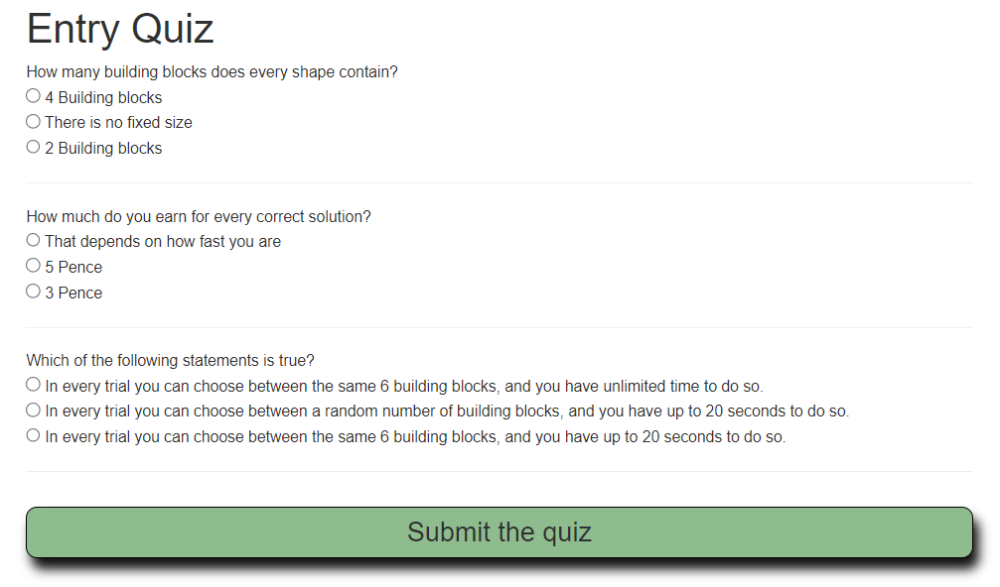 Entry Quiz
How many building blocks does every shape contain?
4 Building blocks
There is no fixed size
2 Building blocks
How much do you earn for every correct solution?
That depends on how fast you are
5 Pence
3 Pence
Which of the following statements is true?
In every trial you can choose between the same 6 building blocks, and you have unlimited time to do so.
In every trial you can choose between a random number of building blocks, and you have up to 20 seconds to do so.
In every trial you can choose between the same 6 building blocks, and you have up to 20 seconds to do so.
Submit the quiz